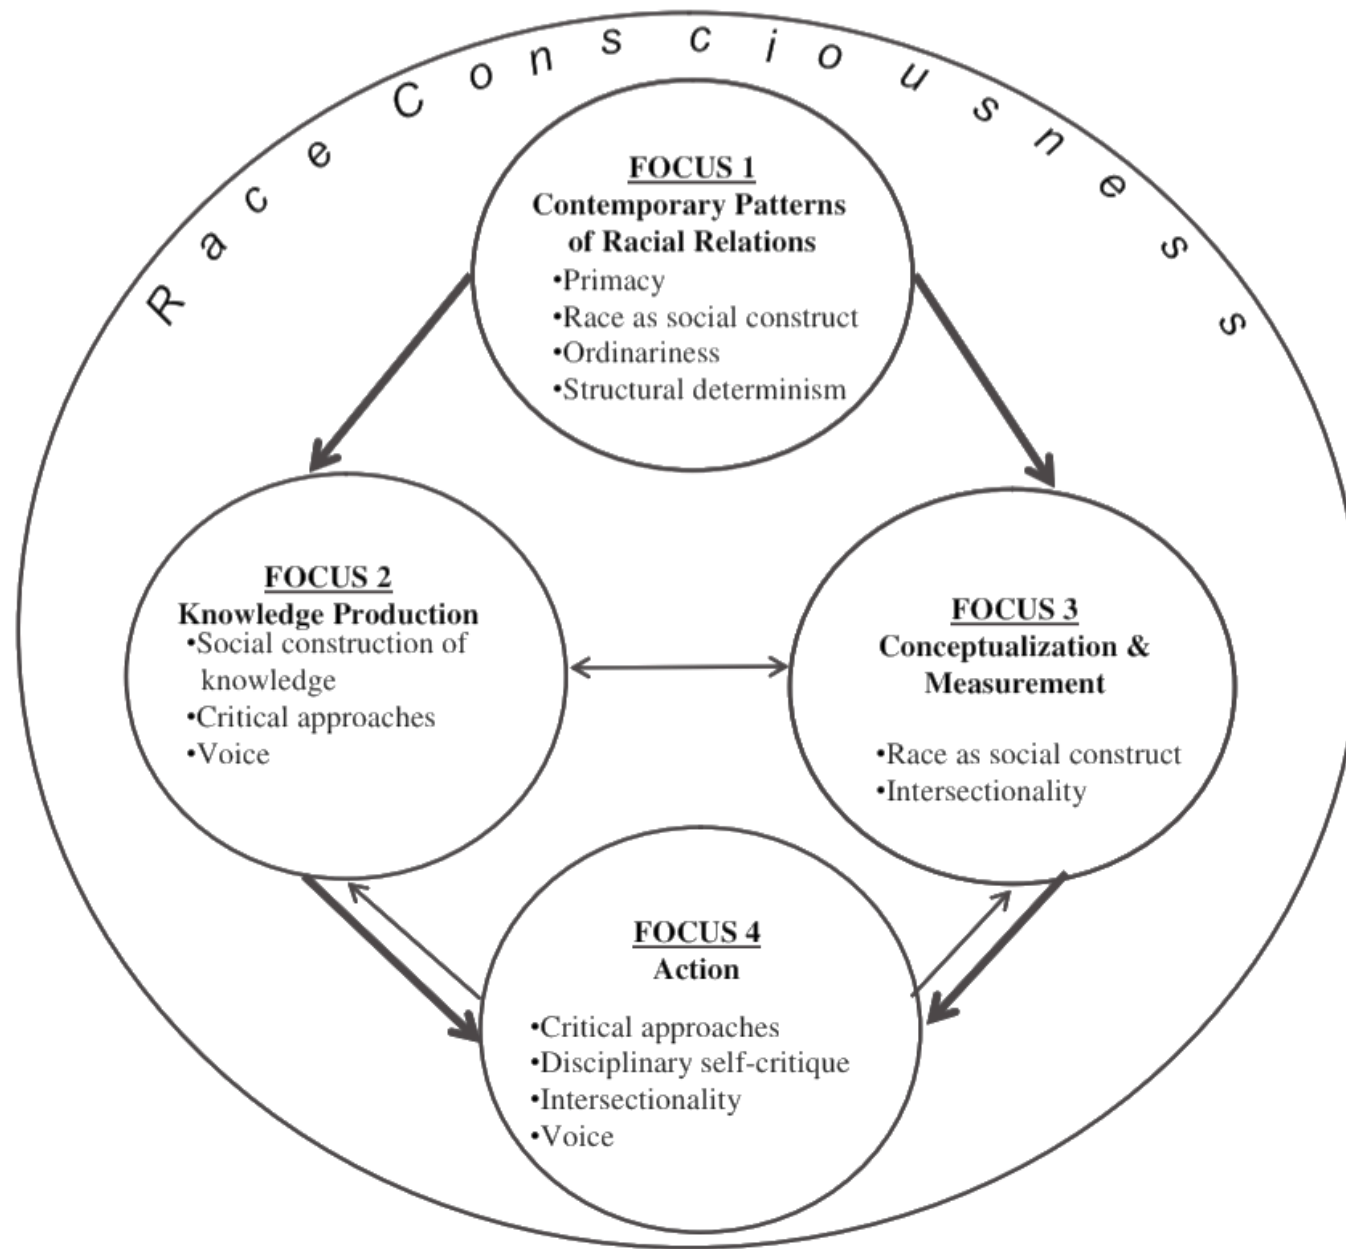 Race Consciousness
FOCUS 1
Contemporary Patterns
of Racial Relations
•Primacy
•Race as social construct
•Ordinariness
•Structural determinism
FOCUS 2
Knowledge Production
•Social construction of
knowledge
•Critical approaches
•Voice
FOCUS 3
Conceptualization &
Measurement
•Race as social construct
•Intersectionality
FOCUS 4
Action
•Critical approaches
•Disciplinary self-critique
•Intersectionality
•Voice